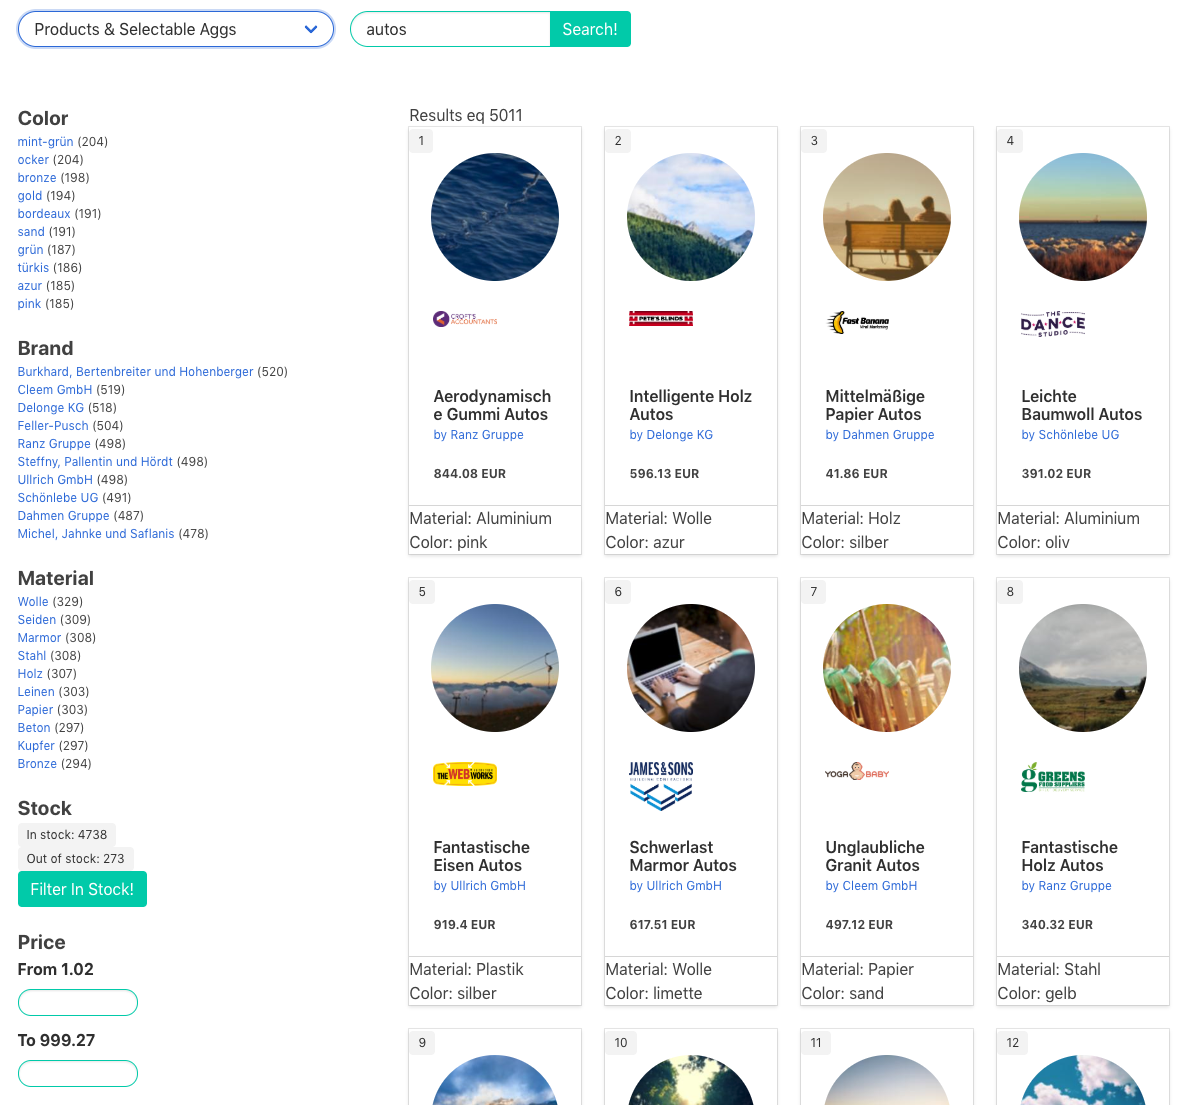 Products & Selectable Aggs
autos
Search!
Color
mint-grün (204)
ocker (204)
bronze (198)
gold (194)
bordeaux (191)
sand (191)
grün (187)
türkis (186)
azur (185)
pink (185)
Brand
Burkhard, Bertenbreiter und Hohenberger (520)
Cleem GmbH (519)
Delonge KG (518)
Feller-Pusch (504)
Ranz Gruppe (498)
Steffny, Pallentin und Hördt (498)
Ullrich GmbH (498)
Schönlebe UG (491)
Dahmen Gruppe (487)
Michel, Jahnke und Saflanis (478)
Material
Wolle (329)
Seiden (309)
Marmor (308)
Stahl (308)
Holz (307)
Leinen (303)
Papier (303)
Beton (297)
Kupfer (297)
Bronze (294)
Stock
In stock: 4738
Out of stock: 273
Filter In Stock!
Price
From 1.02
To 999.27
Results eq 5011
1
CROFT'S
ACCOUNTANTS
Aerodynamisch
e Gummi Autos
by Ranz Gruppe
844.08 EUR
Material: Aluminium
Color: pink
2
PETE'S BLINDS
Intelligente Holz
Autos
by Delonge KG
596.13 EUR
Material: Wolle
Color: azur
3
Fast Banana
Viral Marketing
Mittelmäßige
Papier Autos
by Dahmen Gruppe
41.86 EUR
Material: Holz
Color: silber
4
THE
DANCE
STUDIO
Leichte
Baumwoll Autos
by Schönlebe UG
391.02 EUR
Material: Aluminium
Color: oliv
5
THE WEB WORKS
Fantastische
Eisen Autos
by Ullrich GmbH
919.4 EUR
Material: Plastik
Color: silber
6
JAMES & SONS
Schwerlast
Marmor Autos
by Ullrich GmbH
617.51 EUR
Material: Wolle
Color: limette
7
YOGA BABY
Unglaubliche
Granit Autos
by Cleem GmbH
497.12 EUR
Material: Papier
Color: sand
8
GREENS
FOOD SUPPLIERS
Fantastische
Holz Autos
by Ranz Gruppe
340.32 EUR
Material: Stahl
Color: gelb
9
10
11
12